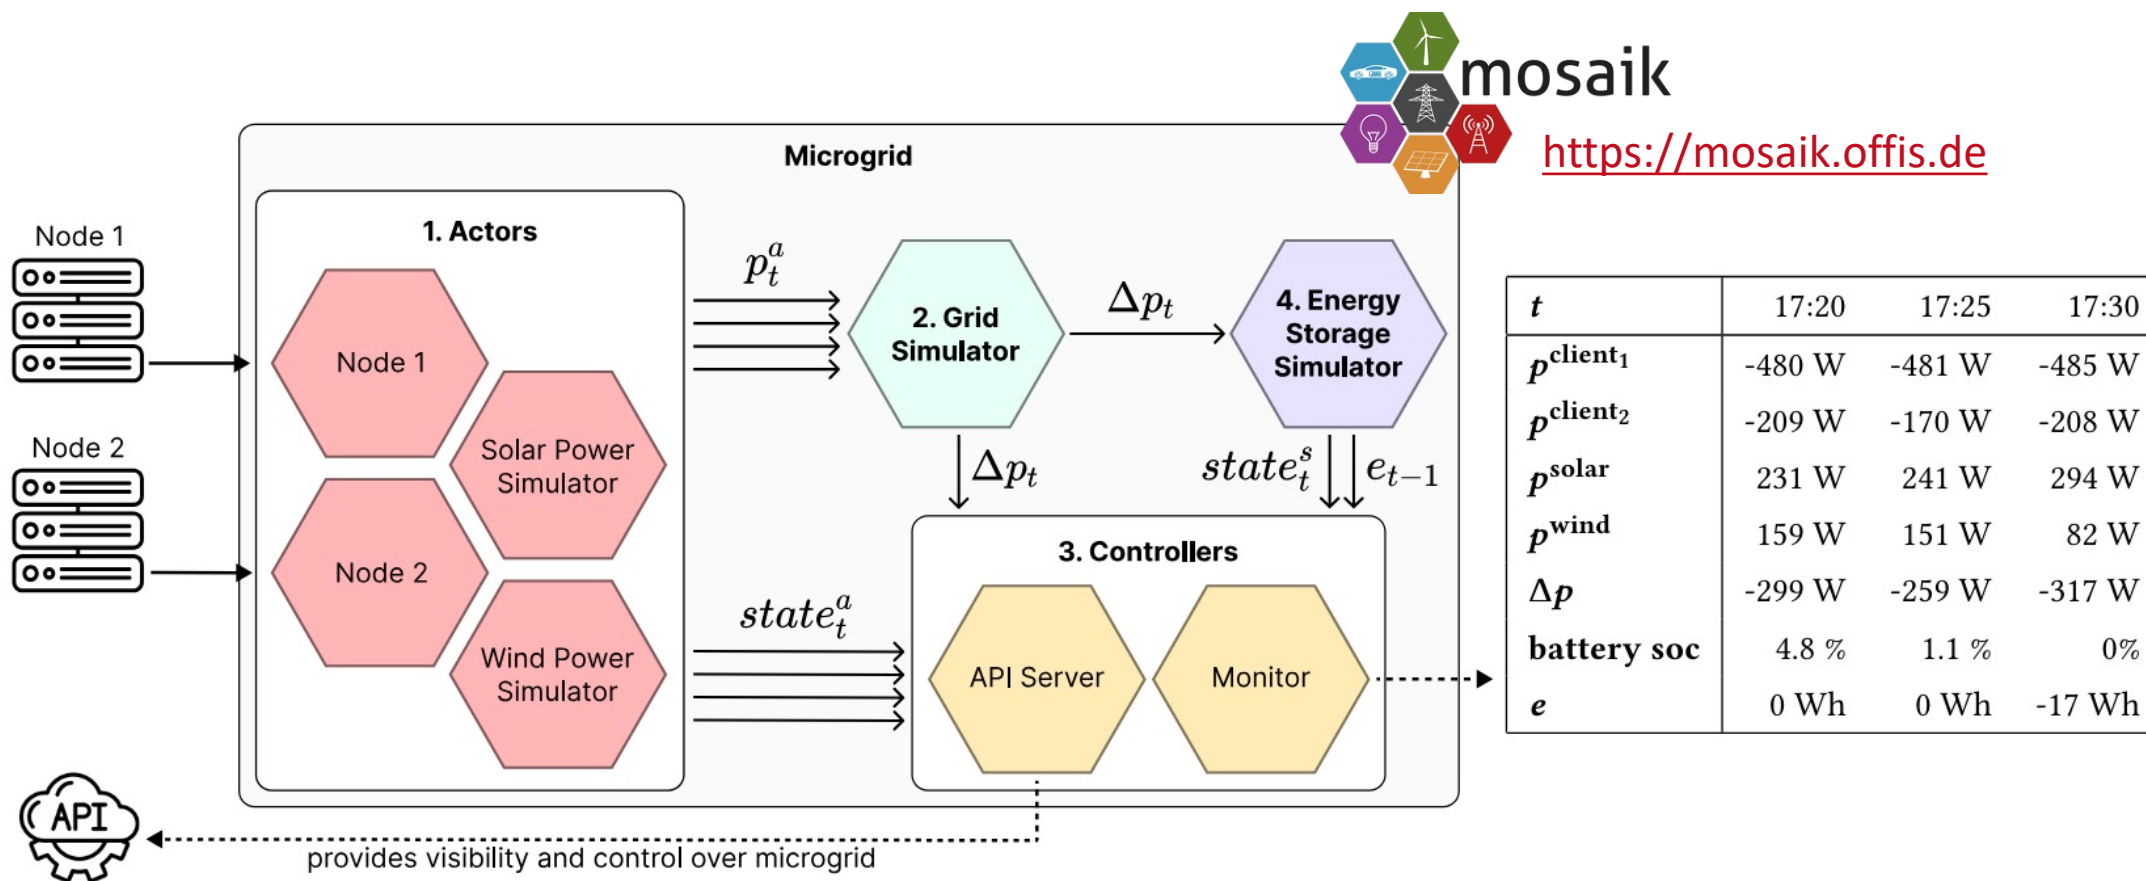 mosaik
https://mosaik.offis.de
Microgrid
1. Actors
Node 1
Node 1
Solar Power
Simulator
Node 2
Node 2
Wind Power
Simulator
p_t^a
2. Grid
Simulator
Δp_t
4. Energy
Storage
Simulator
Δp_t
state_t^s
e_{t−1}
state_t^a
3. Controllers
API Server
Monitor
API
provides visibility and control over microgrid
t 17:20 17:25 17:30
p^client₁ -480 W -481 W -485 W
p^client₂ -209 W -170 W -208 W
p^solar 231 W 241 W 294 W
p^wind 159 W 151 W 82 W
Δp -299 W -259 W -317 W
battery soc 4.8 % 1.1 % 0%
e 0 Wh 0 Wh -17 Wh